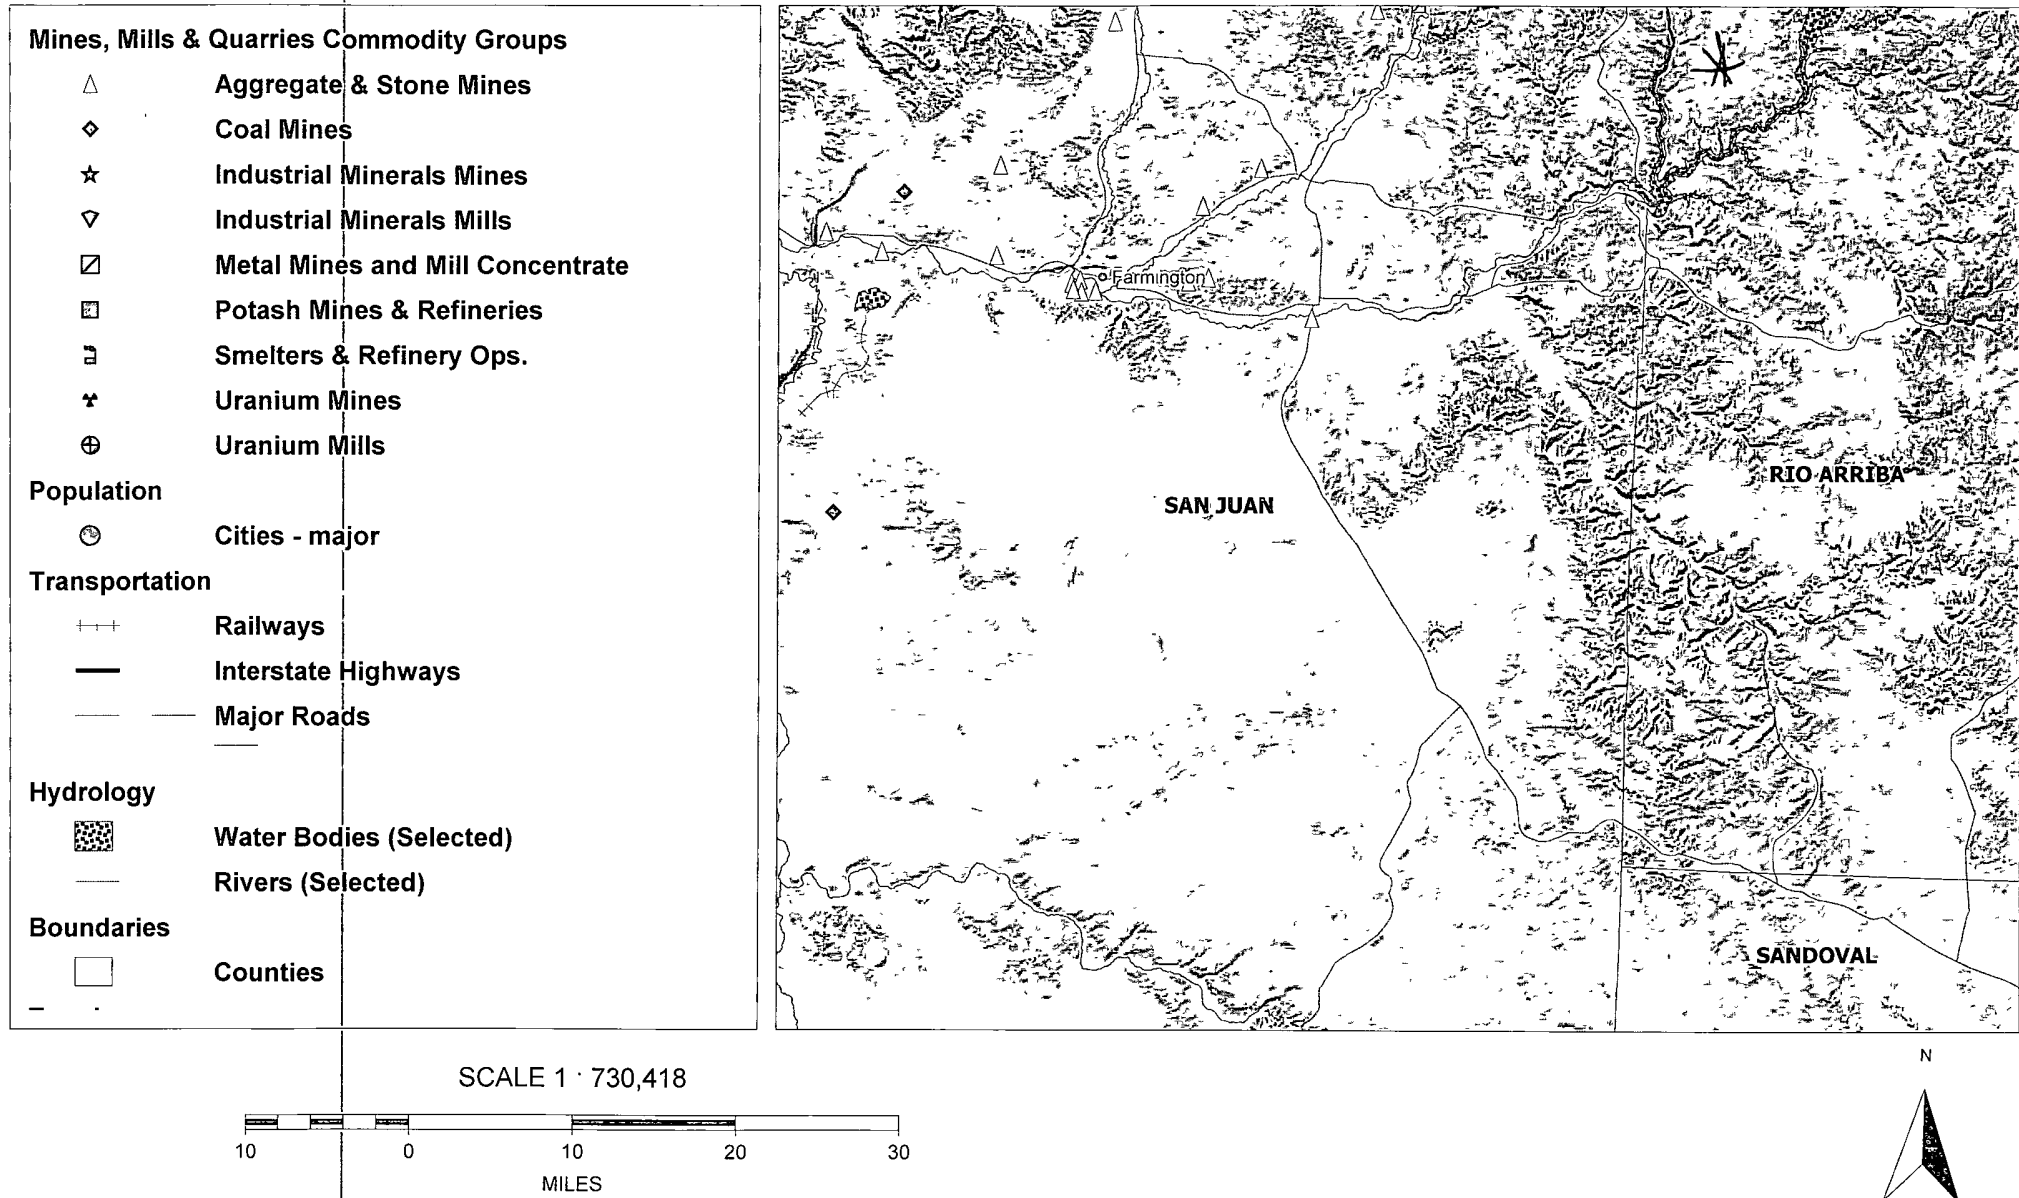 Mines, Mills & Quarries Commodity Groups
Aggregate & Stone Mines
Coal Mines
Industrial Minerals Mines
Industrial Minerals Mills
Metal Mines and Mill Concentrate
Potash Mines & Refineries
Smelters & Refinery Ops.
Uranium Mines
Uranium Mills
Population
Cities - major
Transportation
Railways
Interstate Highways
Major Roads
Hydrology
Water Bodies (Selected)
Rivers (Selected)
Boundaries
Counties
Farmington
RIO ARRIBA
SAN JUAN
SANDOVAL
SCALE 1 : 730,418
10 0 10 20 30
MILES
N